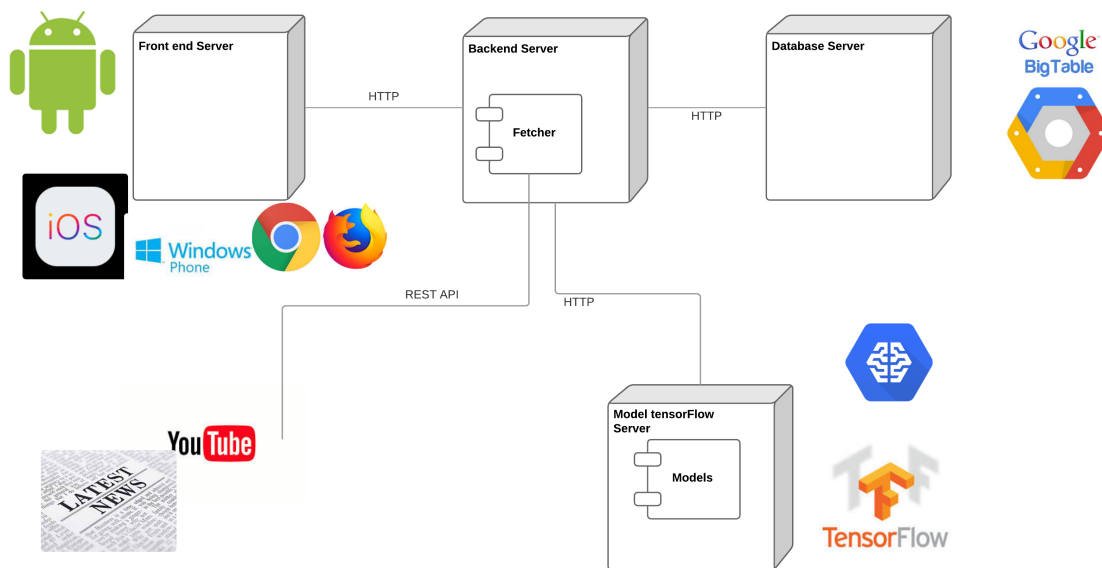 Front end Server
Backend Server
Database Server
Google
BigTable
HTTP
HTTP
Fetcher
iOS
Windows
Phone
REST API
HTTP
Model tensorFlow
Server
YouTube
Models
LATEST
NEWS
TensorFlow